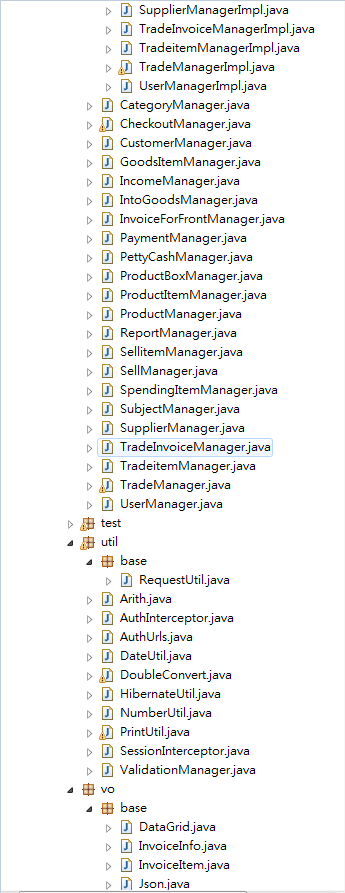 SupplierManagerImpl.java
TradeInvoiceManagerImpl.java
TradeitemManagerImpl.java
TradeManagerImpl.java
UserManagerImpl.java
CategoryManager.java
CheckoutManager.java
CustomerManager.java
GoodsItemManager.java
IncomeManager.java
IntoGoodsManager.java
InvoiceForFrontManager.java
PaymentManager.java
PettyCashManager.java
ProductBoxManager.java
ProductItemManager.java
ProductManager.java
ReportManager.java
SellitemManager.java
SellManager.java
SpendingItemManager.java
SubjectManager.java
SupplierManager.java
TradeInvoiceManager.java
TradeitemManager.java
TradeManager.java
UserManager.java
test
util
base
RequestUtil.java
Arith.java
AuthInterceptor.java
AuthUrls.java
DateUtil.java
DoubleConvert.java
HibernateUtil.java
NumberUtil.java
PrintUtil.java
SessionInterceptor.java
ValidationManager.java
vo
base
DataGrid.java
InvoiceInfo.java
InvoiceItem.java
Json.java